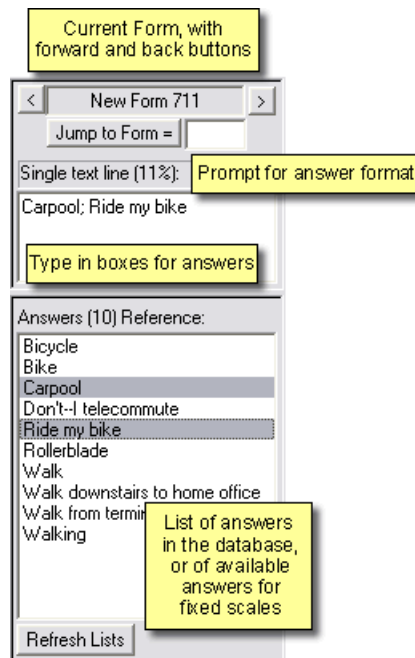 Current Form, with
forward and back buttons
< New Form 711 >
Jump to Form =
Single text line (11%):
Prompt for answer format
Carpool; Ride my bike
Type in boxes for answers
Answers (10) Reference:
Bicycle
Bike
Carpool
Don't--I telecommute
Ride my bike
Rollerblade
Walk
Walk downstairs to home office
Walk from
Walking
List of answers
in the database,
or of available
answers for
fixed scales
Refresh Lists